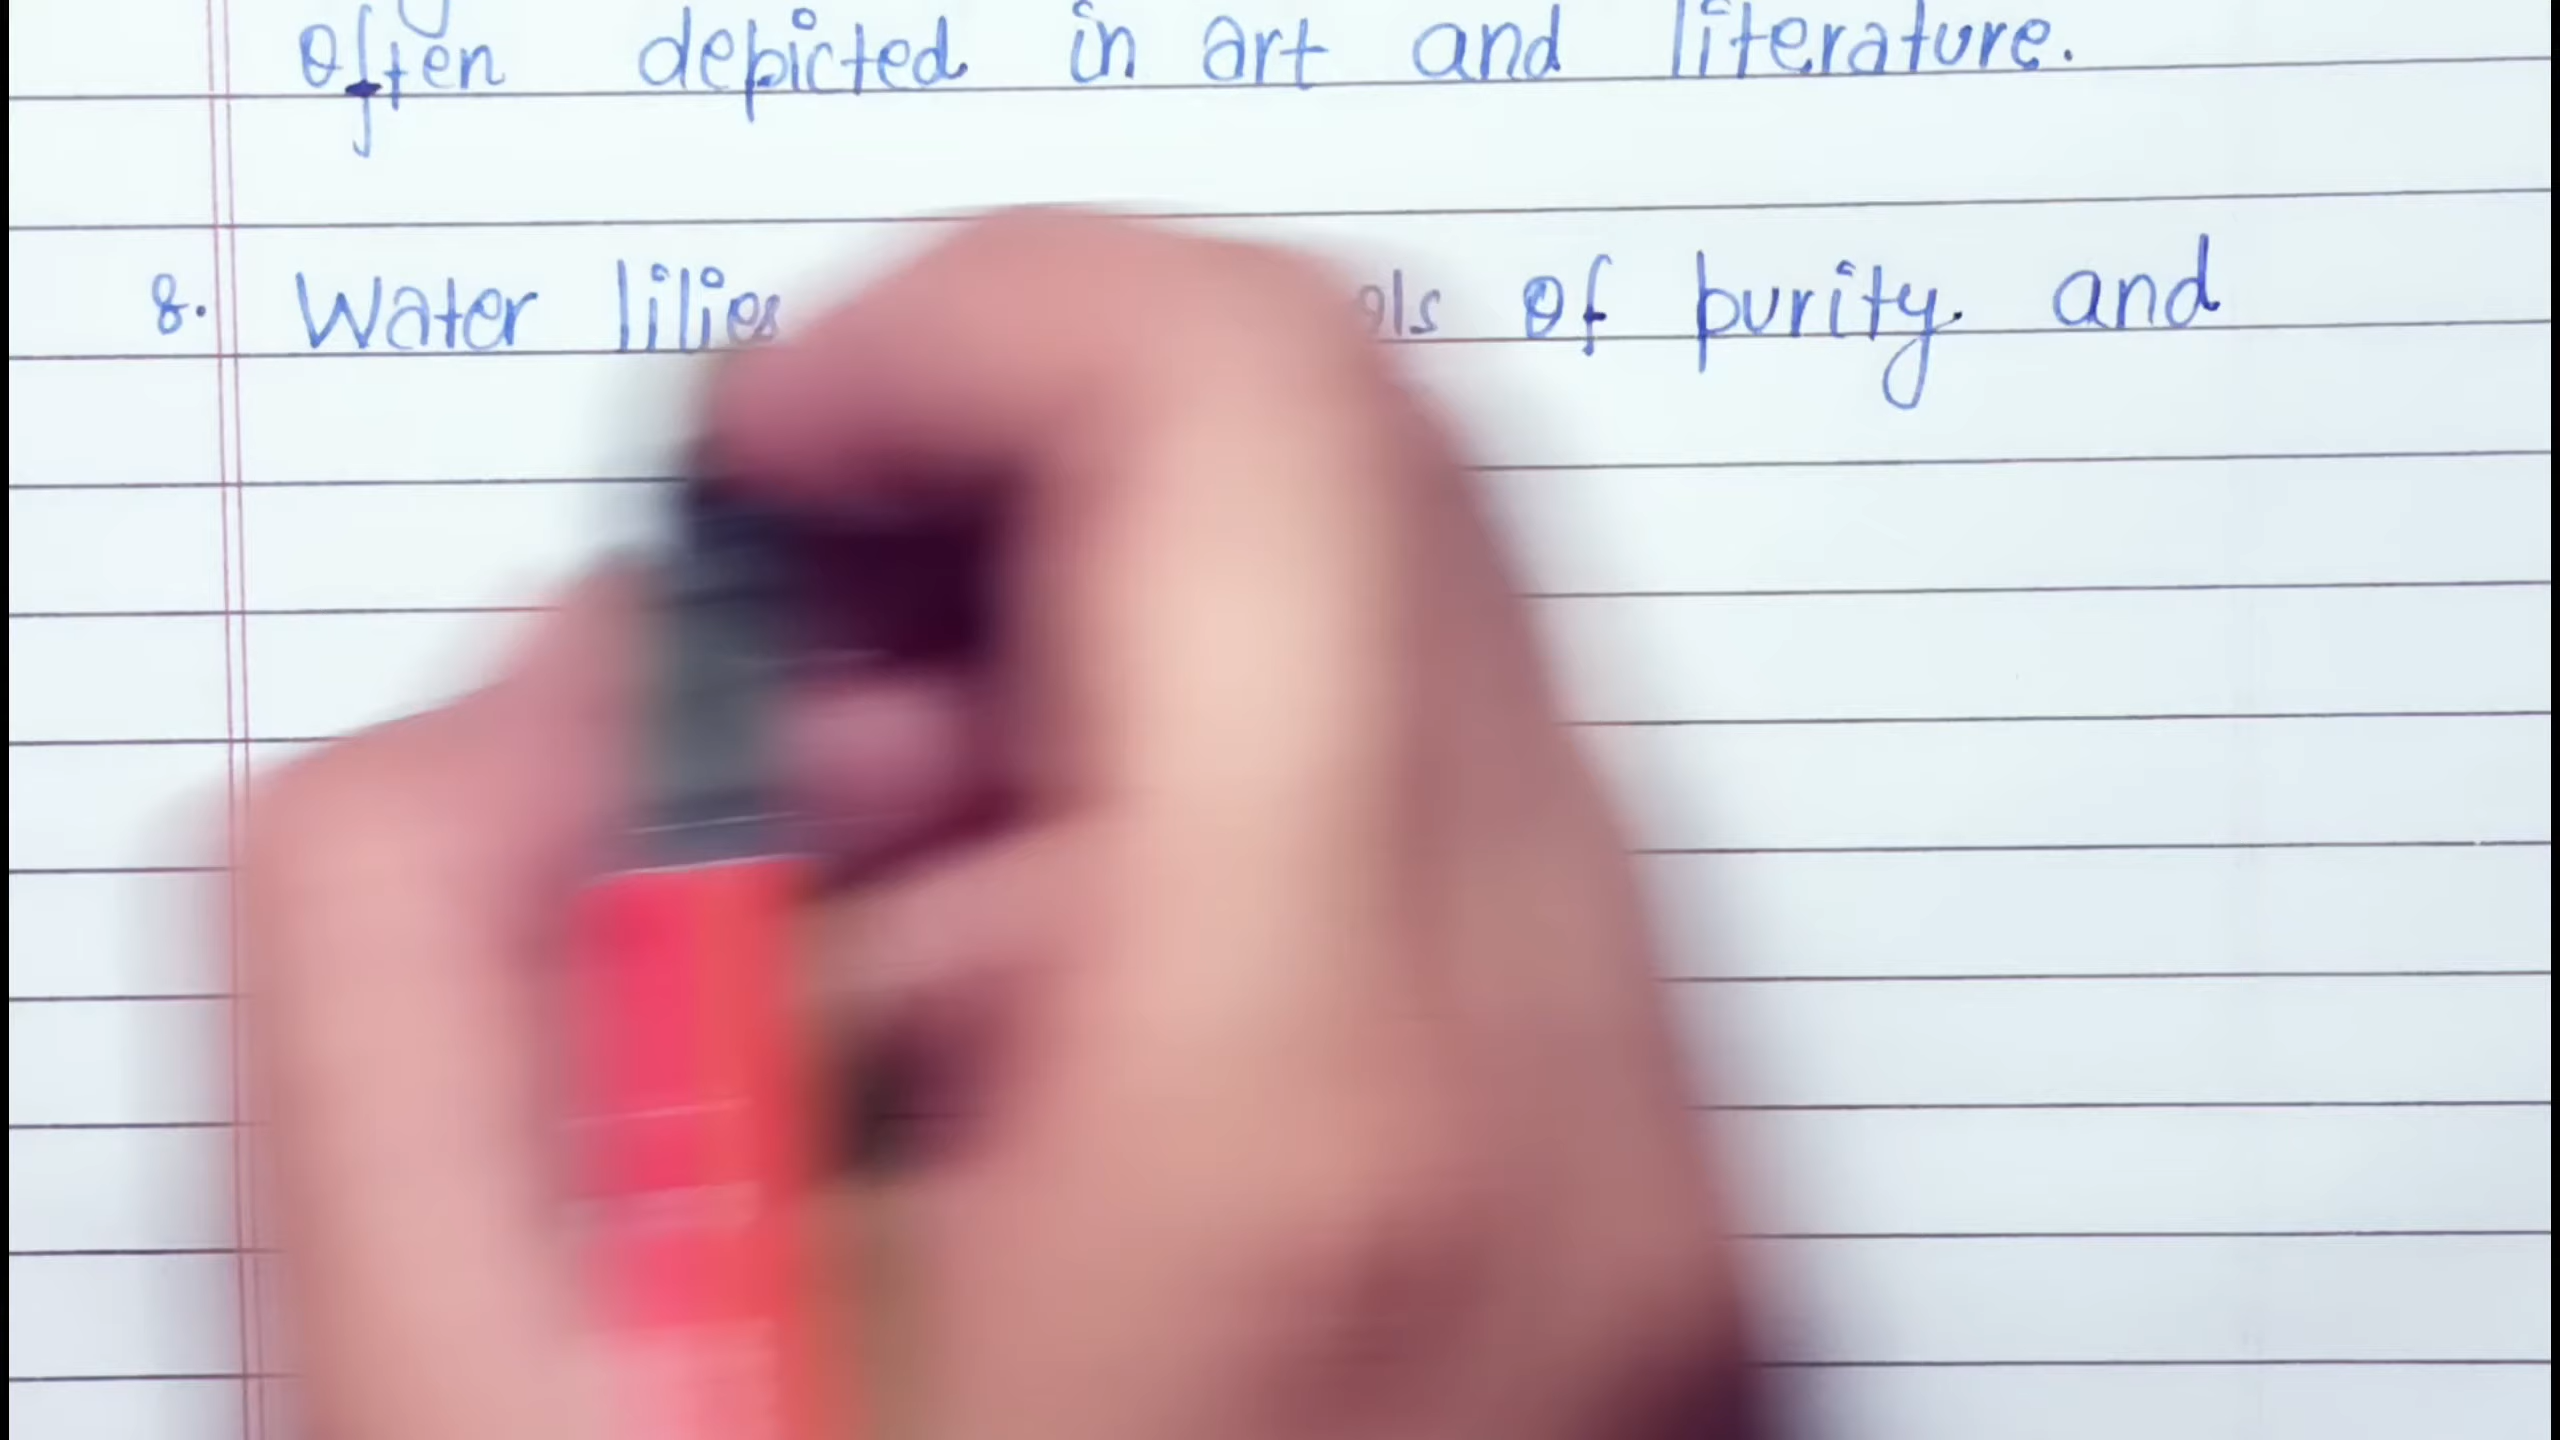 often depicted in art and literature.
8. Water lilies of purity and